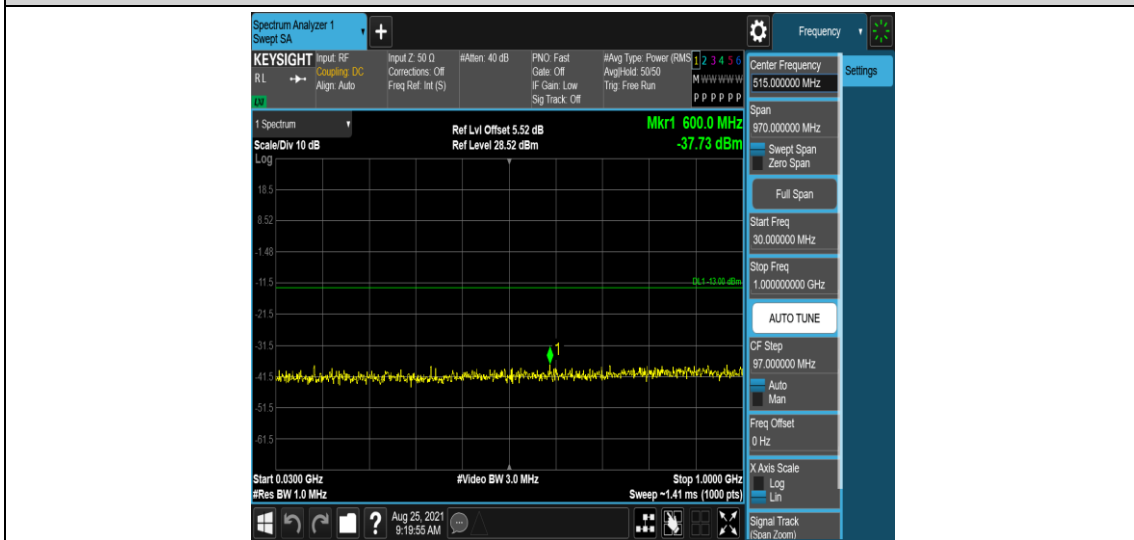 Spectrum Analyzer 1
Swept SA
+
Frequency
KEYSIGHT
RL
LXI
Input: RF
Coupling: DC
Align: Auto
Input Z: 50 Ω
Corrections: Off
Freq Ref: Int (S)
#Atten: 40 dB
PNO: Fast
Gate: Off
IF Gain: Low
Sig Track: Off
#Avg Type: Power (RMS
Avg|Hold: 50/50
Trig: Free Run
1 2 3 4 5 6
M W W W W W
P P P P P P
Center Frequency
515.000000 MHz
Settings
1 Spectrum
Scale/Div 10 dB
Ref Lvl Offset 5.52 dB
Ref Level 28.52 dBm
Mkr1 600.0 MHz
-37.73 dBm
Log
18.5
8.52
-1.48
-11.5
-21.5
-31.5
-41.5
-51.5
-61.5
DL1 -13.00 dBm
1
Start 0.0300 GHz
#Res BW 1.0 MHz
#Video BW 3.0 MHz
Stop 1.0000 GHz
Sweep ~1.41 ms (1000 pts)
Span
970.000000 MHz
Swept Span
Zero Span
Full Span
Start Freq
30.000000 MHz
Stop Freq
1.000000000 GHz
AUTO TUNE
CF Step
97.000000 MHz
Auto
Man
Freq Offset
0 Hz
X Axis Scale
Log
Lin
Signal Track
(Span Zoom)
?
Aug 25, 2021
9:19:55 AM